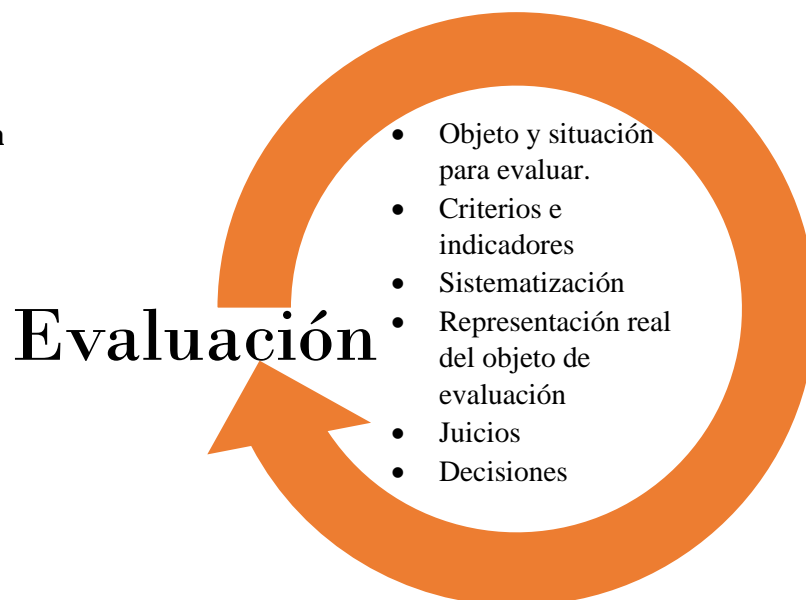 n
• Objeto y situación
para evaluar.
• Criterios e
indicadores
• Sistematización
• Representación real
del objeto de
evaluación
• Juicios
• Decisiones
Evaluación